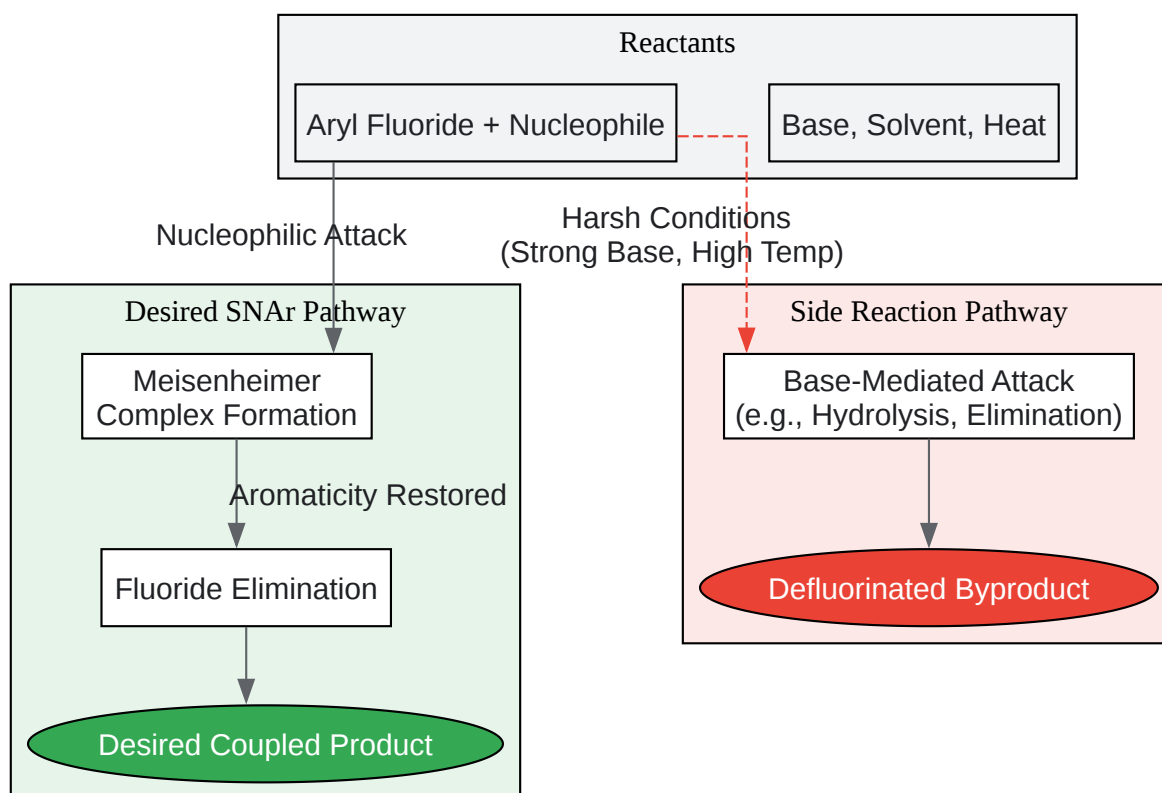 Reactants
Aryl Fluoride + Nucleophile
Base, Solvent, Heat
Nucleophilic Attack
Harsh Conditions
(Strong Base, High Temp)
Desired SNAr Pathway
Meisenheimer
Complex Formation
Aromaticity Restored
Fluoride Elimination
Desired Coupled Product
Side Reaction Pathway
Base-Mediated Attack
(e.g., Hydrolysis, Elimination)
Defluorinated Byproduct